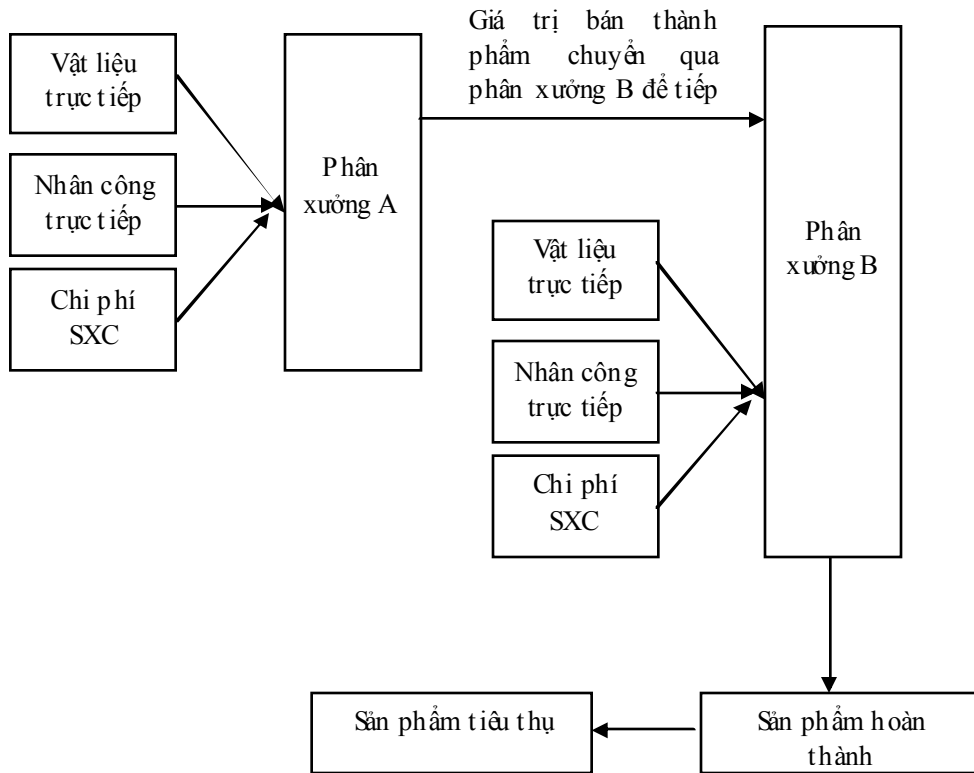 Vật liệu
trực tiếp
Nhân công
trực tiếp
Chi phí
SXC
Phân
xưởng A
Giá trị bán thành
phẩm chuyển qua
phân xưởng B để tiếp
Vật liệu
trực tiếp
Nhân công
trực tiếp
Chi phí
SXC
Phân
xưởng B
Sản phẩm tiêu thụ
Sản phẩm hoàn
thành